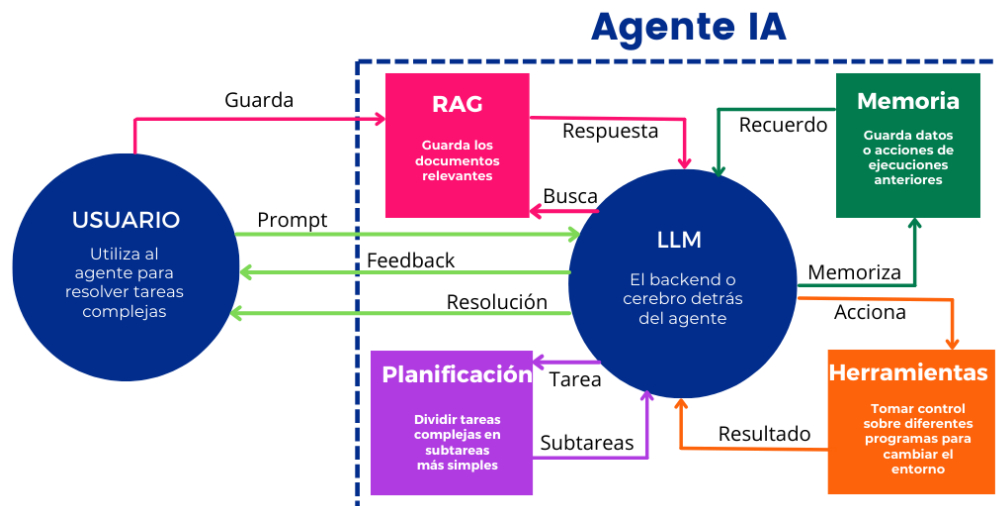 Agente IA
Guarda
RAG
Guarda los
documentos
relevantes
Respuesta
Busca
Recuerdo
Memoria
Guarda datos
o acciones de
ejecuciones
anteriores
Memoriza
USUARIO
Utiliza al
agente para
resolver tareas
complejas
Prompt
Feedback
Resolución
LLM
El backend o
cerebro detrás
del agente
Acciona
Planificación
Dividir tareas
complejas en
subtareas
más simples
Tarea
Subtareas
Resultado
Herramientas
Tomar control
sobre diferentes
programas para
cambiar el
entorno